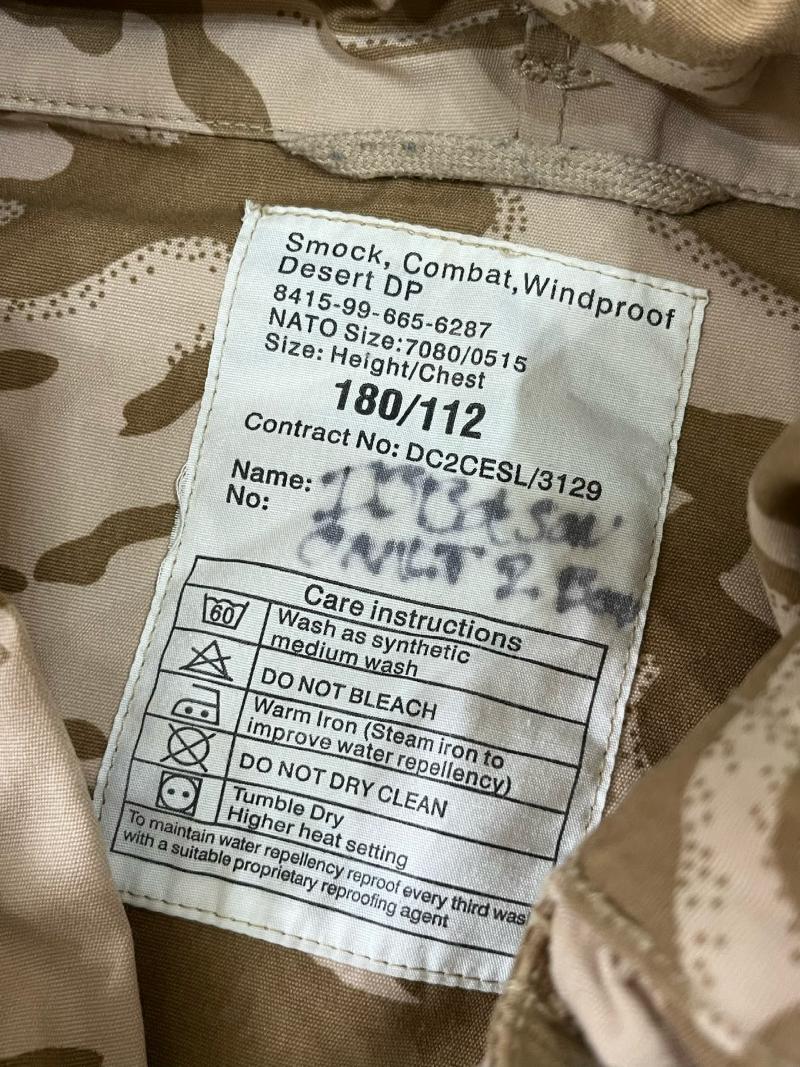 Smock, Combat,Windproof
Desert DP
8415-99-665-6287
NATO Size:7080/0515
Size: Height/Chest
180/112
Contract No: DC2CESL/3129
Name:
No:
Care instructions
60 Wash as synthetic
medium wash
DO NOT BLEACH
Warm Iron (Steam iron to
improve water repellency)
DO NOT DRY CLEAN
Tumble Dry
Higher heat setting
To maintain water repellency reproof every third was
with a suitable proprietary reproofing agent